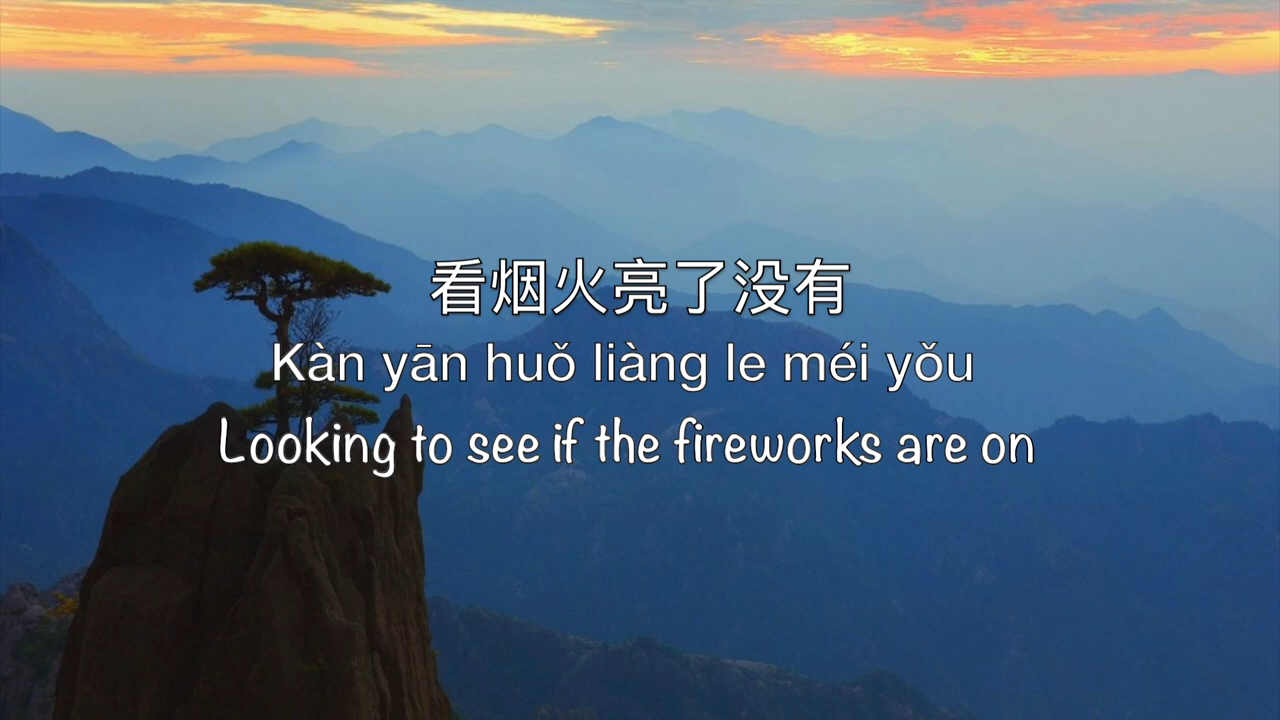 看烟火亮了没有
Kàn yān huǒ liàng le méi yǒu
Looking to see if the fireworks are on